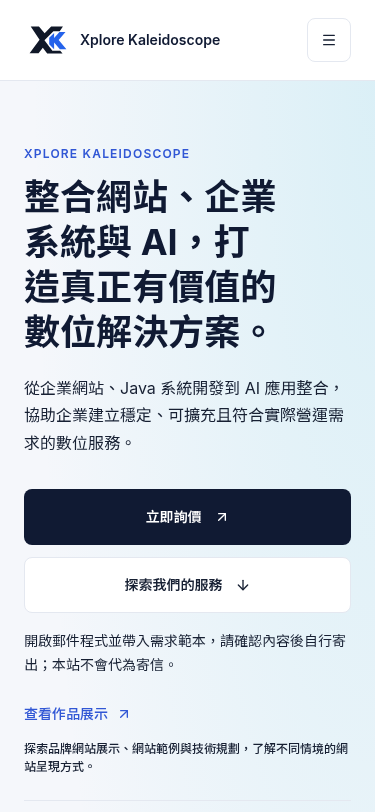 Xplore Kaleidoscope
XPLORE KALEIDOSCOPE
整合網站、企業
系統與 AI，打
造真正有價值的
數位解決方案。
從企業網站、Java 系統開發到 AI 應用整合，
協助企業建立穩定、可擴充且符合實際營運需
求的數位服務。
立即詢價
探索我們的服務
開啟郵件程式並帶入需求範本，請確認內容後自行寄
出；本站不會代為寄信。
查看作品展示
探索品牌網站展示、網站範例與技術規劃，了解不同情境的網
站呈現方式。